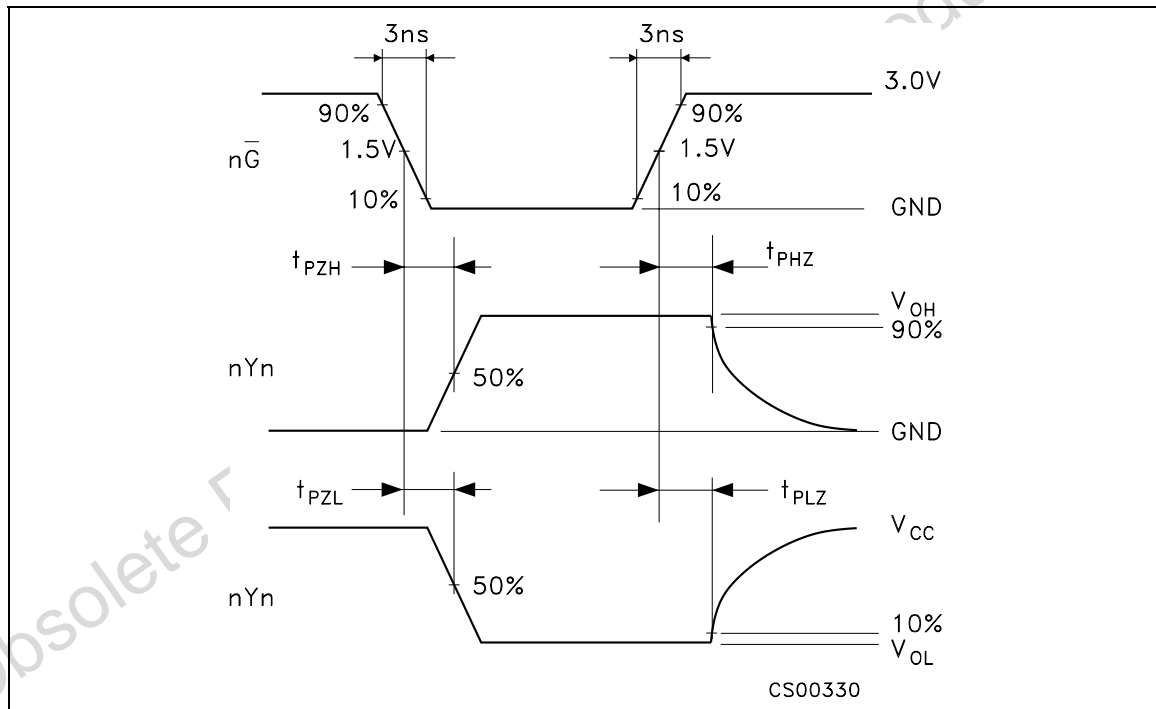 3ns 3ns
3.0V
90% 90%
nG̅ 1.5V 1.5V
10% 10%
GND
tPZH tPHZ
VOH
90%
nYn 50%
GND
tPZL tPLZ
VCC
nYn 50%
10%
VOL
CS00330
bsolete